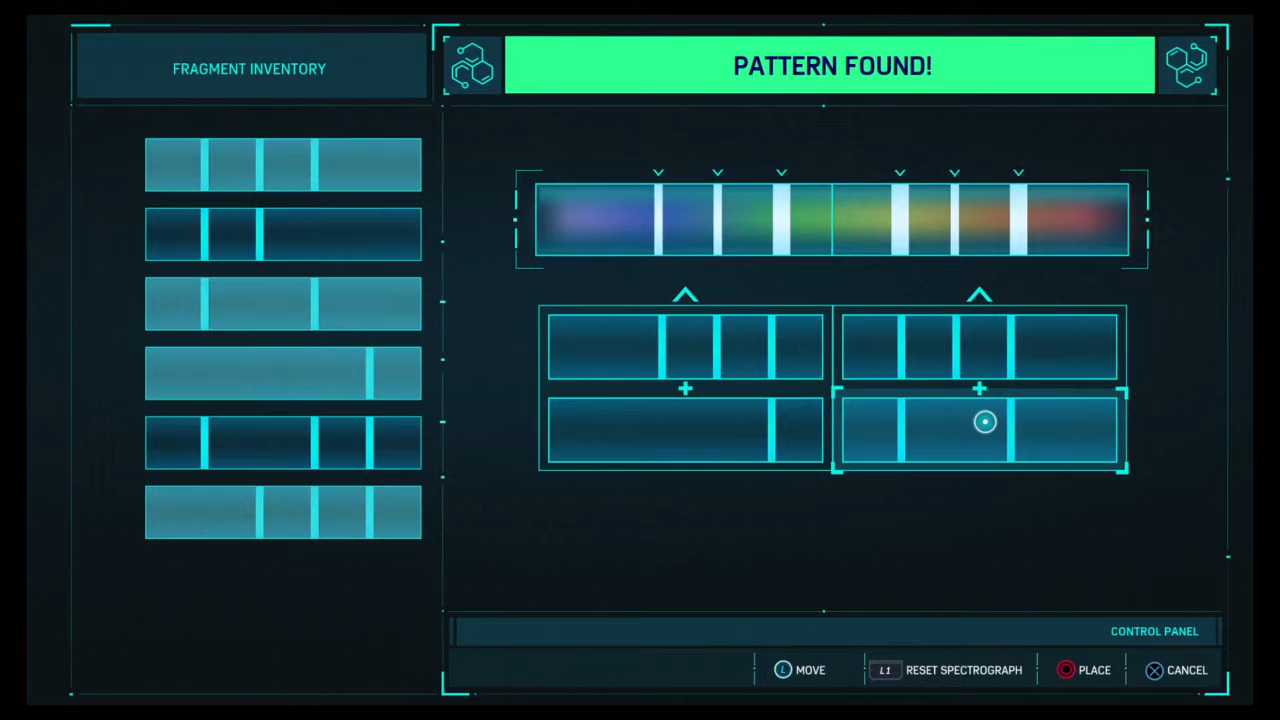 FRAGMENT INVENTORY
PATTERN FOUND!
CONTROL PANEL
L MOVE
L1 RESET SPECTROGRAPH
PLACE
CANCEL